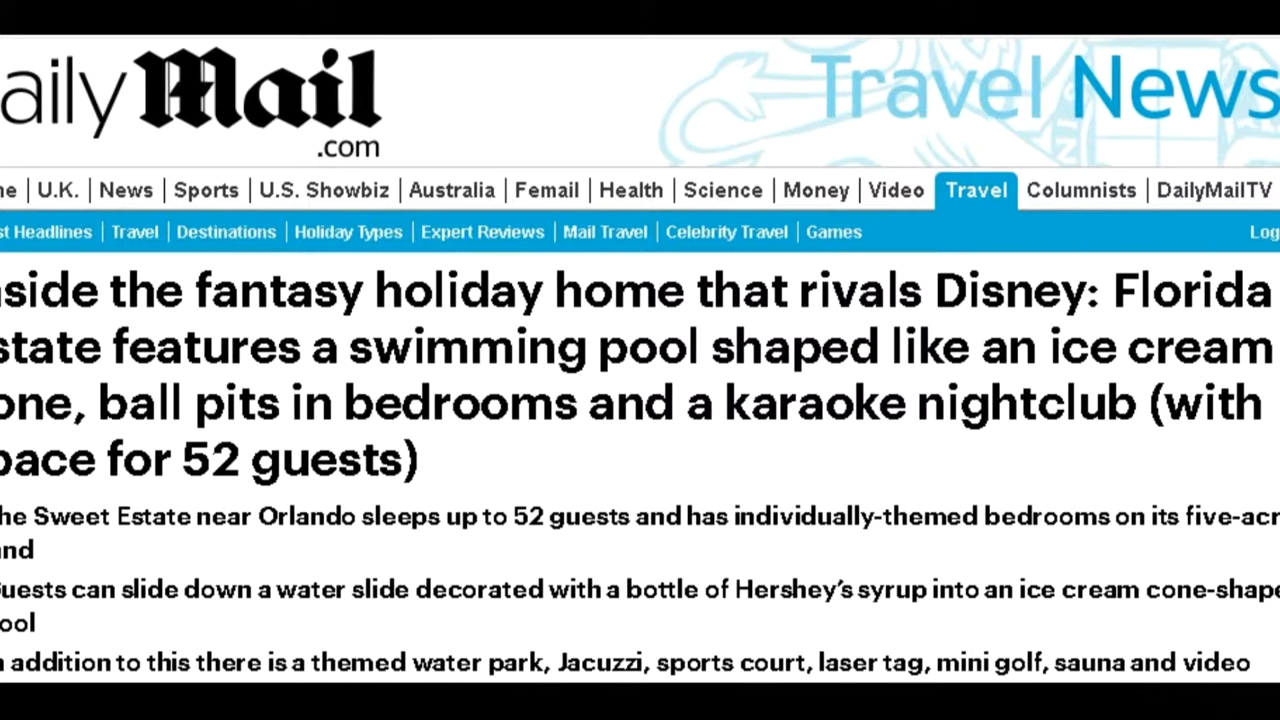 aily Mail
.com
Travel News
me U.K. News Sports U.S. Showbiz Australia Femail Health Science Money Video Travel Columnists DailyMailTV
st Headlines Travel Destinations Holiday Types Expert Reviews Mail Travel Celebrity Travel Games Log
nside the fantasy holiday home that rivals Disney: Florida
state features a swimming pool shaped like an ice cream
one, ball pits in bedrooms and a karaoke nightclub (with
pace for 52 guests)
he Sweet Estate near Orlando sleeps up to 52 guests and has individually-themed bedrooms on its five-acr
and
uests can slide down a water slide decorated with a bottle of Hershey's syrup into an ice cream cone-shape
ool
n addition to this there is a themed water park, Jacuzzi, sports court, laser tag, mini golf, sauna and video